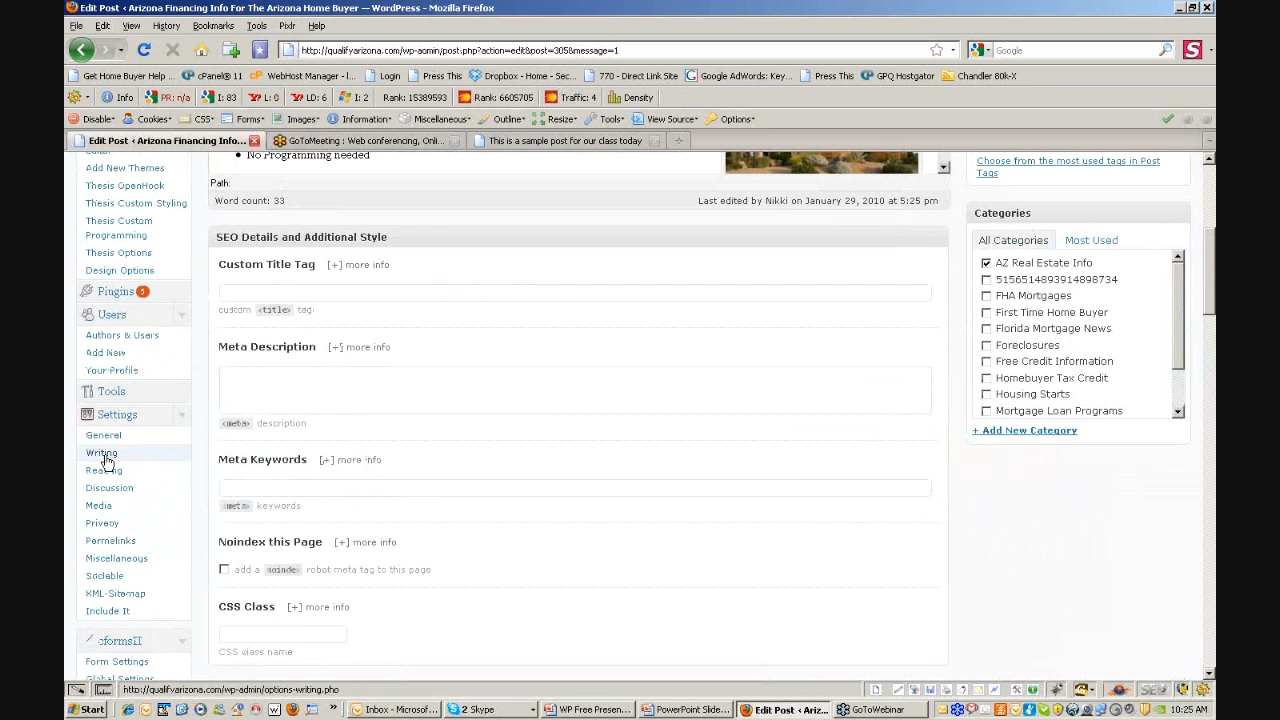 Edit Post ‹ Arizona Financing Info For The Arizona Home Buyer — WordPress - Mozilla Firefox
File Edit View History Bookmarks Tools Pixlr Help
http://qualifyarizona.com/wp-admin/post.php?action=edit&post=305&message=1
Google
S
Get Home Buyer Help ... cPanel® 11 WebHost Manager - l... Login Press This Dropbox - Home - Sec... 770 - Direct Link Site Google AdWords: Key... Press This GPQ Hostgator Chandler 80k-X
Info PR: n/a I: 83 L: 0 LD: 6 I: 2 Rank: 15389593 Rank: 6605705 Traffic: 4 Density
Disable Cookies CSS Forms Images Information Miscellaneous Outline Resize Tools View Source Options
Edit Post ‹ Arizona Financing Info... GoToMeeting : Web conferencing, Onli... This is a sample post for our class today
Editor
Add New Themes
Thesis OpenHook
Thesis Custom Styling
Thesis Custom
Programming
Thesis Options
Design Options
Plugins 5
Users
Authors & Users
Add New
Your Profile
Tools
Settings
General
Writing
Reading
Discussion
Media
Privacy
Permalinks
Miscellaneous
Sociable
XML-Sitemap
Include It
cformsII
Form Settings
Global Settings
No Programming needed
Path:
Word count: 33 Last edited by Nikki on January 29, 2010 at 5:25 pm
SEO Details and Additional Style
Custom Title Tag [+] more info
custom <title> tag
Meta Description [+] more info
<meta> description
Meta Keywords [+] more info
<meta> keywords
Noindex this Page [+] more info
add a noindex robot meta tag to this page
CSS Class [+] more info
CSS class name
Choose from the most used tags in Post
Tags
Categories
All Categories Most Used
AZ Real Estate Info
5156514893914898734
FHA Mortgages
First Time Home Buyer
Florida Mortgage News
Foreclosures
Free Credit Information
Homebuyer Tax Credit
Housing Starts
Mortgage Loan Programs
+ Add New Category
http://qualifyarizona.com/wp-admin/options-writing.php
SEO
Start Inbox - Microsof... 2 Skype WP Free Presen... PowerPoint Slide... Edit Post ‹ Ariz... GoToWebinar 10:25 AM